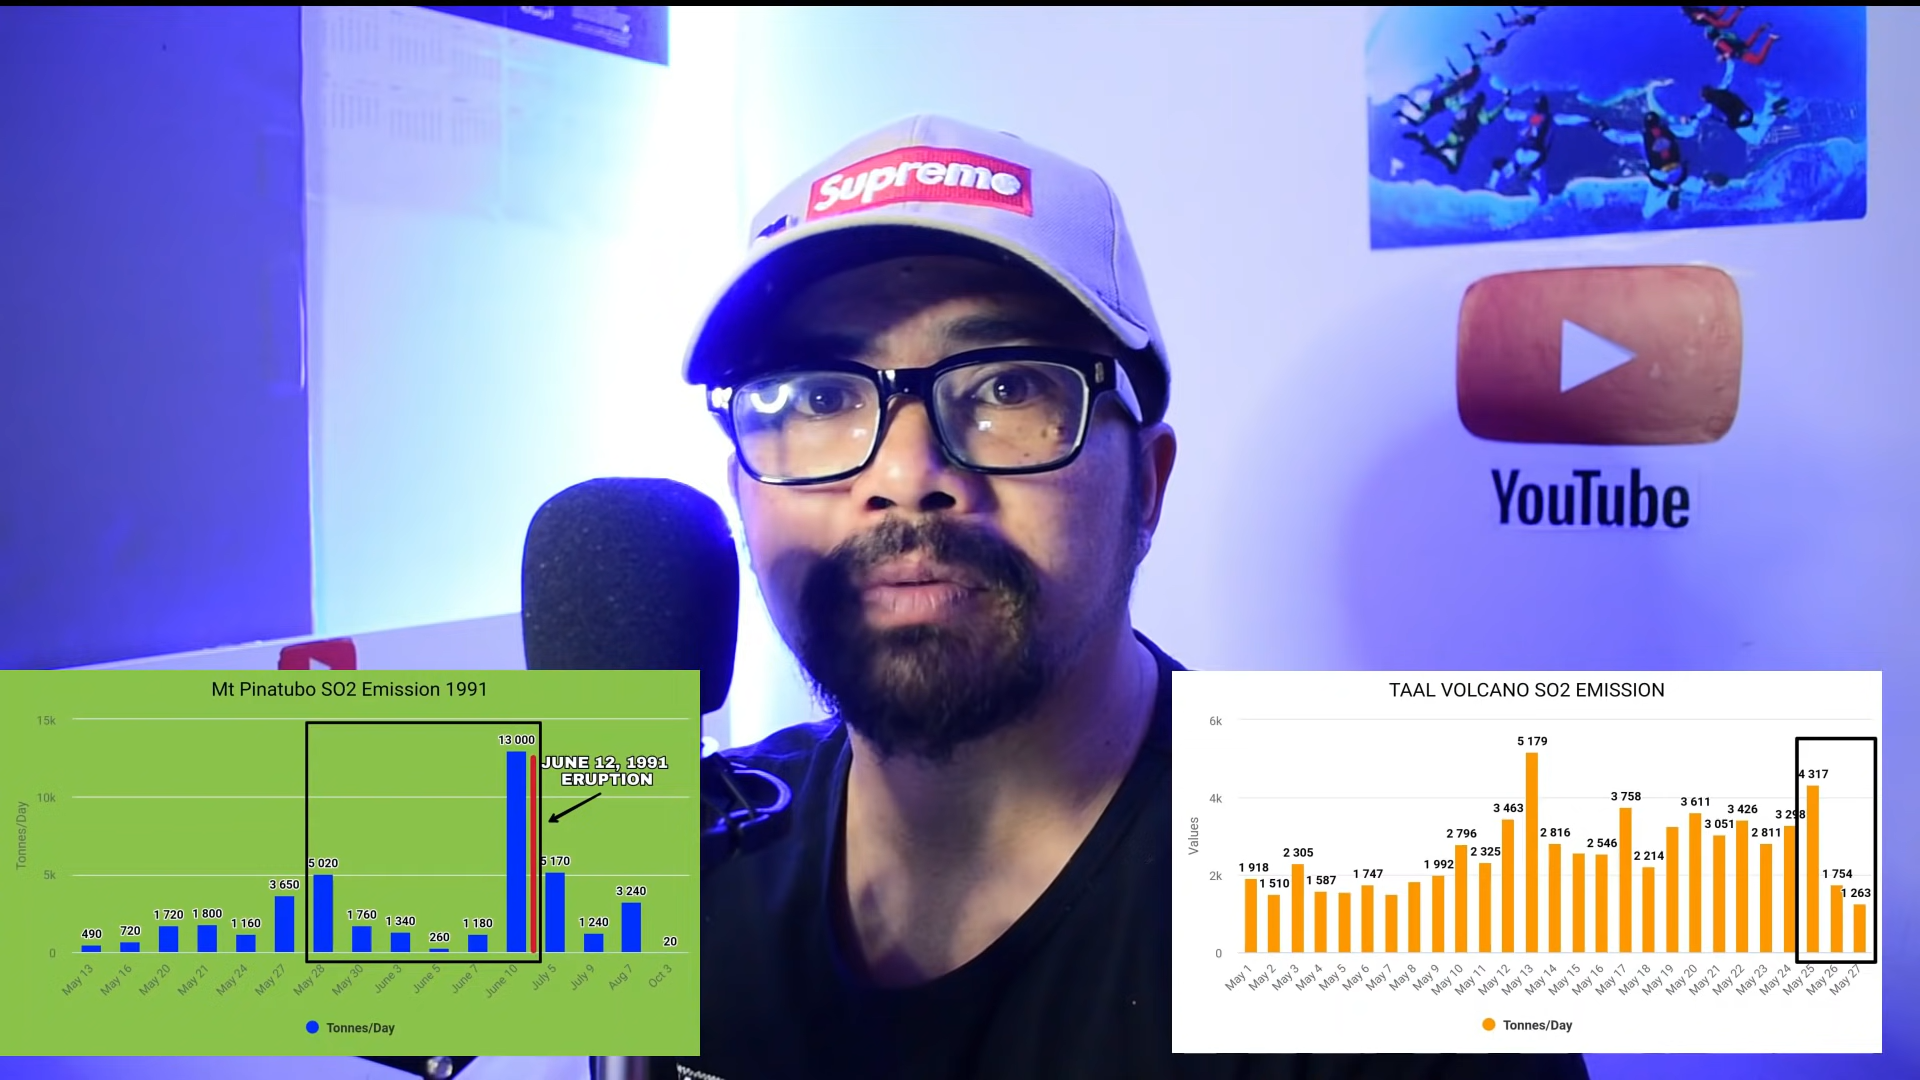 Supreme
YouTube
Mt Pinatubo SO2 Emission 1991
15k
10k
5k
0
Tonnes/Day
490
720
1 720
1 800
1 160
3 650
5 020
1 760
1 340
260
1 180
13 000
5 170
1 240
3 240
20
JUNE 12, 1991
ERUPTION
May 13
May 16
May 20
May 21
May 24
May 27
May 28
May 30
June 3
June 5
June 7
June 10
July 5
July 9
Aug 7
Oct 3
Tonnes/Day
TAAL VOLCANO SO2 EMISSION
6k
4k
2k
0
Values
1 918
1 510
2 305
1 587
1 747
1 992
2 796
2 325
3 463
5 179
2 816
2 546
3 758
2 214
3 611
3 051
3 426
2 811
3 298
4 317
1 754
1 263
May 1
May 2
May 3
May 4
May 5
May 6
May 7
May 8
May 9
May 10
May 11
May 12
May 13
May 14
May 15
May 16
May 17
May 18
May 19
May 20
May 21
May 22
May 23
May 24
May 25
May 26
May 27
Tonnes/Day